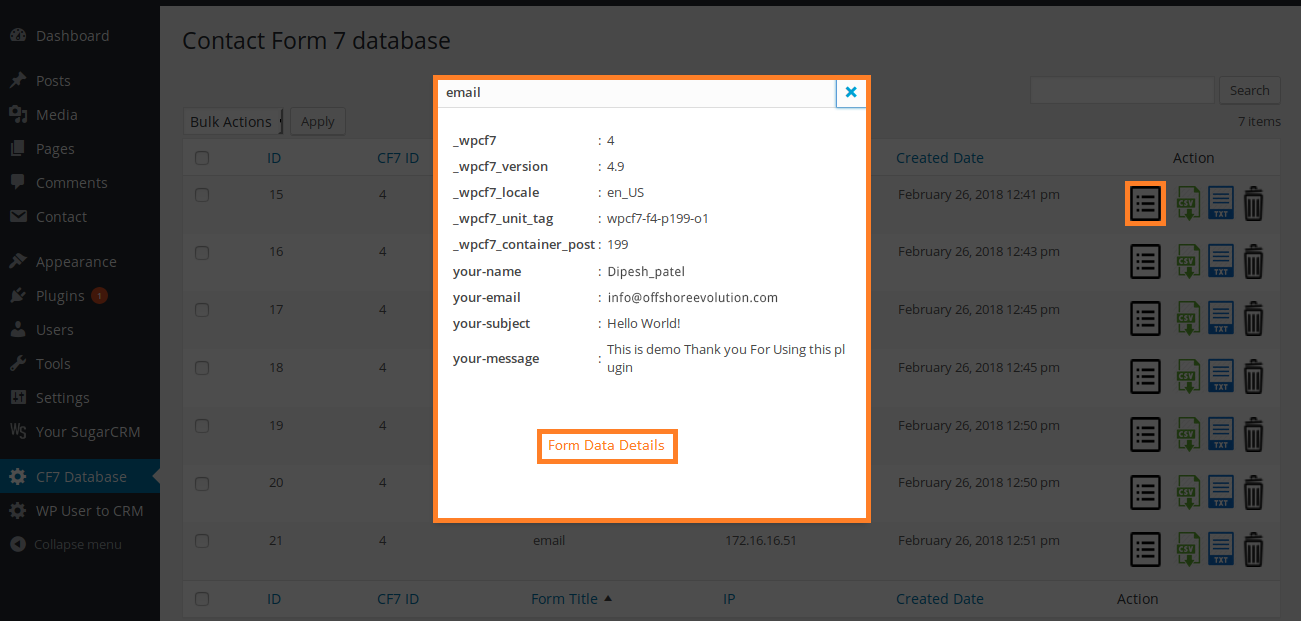 Dashboard
Posts
Media
Pages
Comments
Contact
Appearance
Plugins 1
Users
Tools
Settings
WS Your SugarCRM
CF7 Database
WP User to CRM
Collapse menu
Contact Form 7 database
Search
Bulk Actions
Apply
7 items
ID CF7 ID Created Date Action
15 4 February 26, 2018 12:41 pm CSV TXT
16 4 February 26, 2018 12:43 pm CSV TXT
17 4 February 26, 2018 12:45 pm CSV TXT
18 4 February 26, 2018 12:45 pm CSV TXT
19 4 February 26, 2018 12:50 pm CSV TXT
20 4 February 26, 2018 12:50 pm CSV TXT
21 4 email 172.16.16.51 February 26, 2018 12:51 pm CSV TXT
ID CF7 ID Form Title IP Created Date Action
email
_wpcf7 : 4
_wpcf7_version : 4.9
_wpcf7_locale : en_US
_wpcf7_unit_tag : wpcf7-f4-p199-o1
_wpcf7_container_post : 199
your-name : Dipesh_patel
your-email : info@offshoreevolution.com
your-subject : Hello World!
your-message : This is demo Thank you For Using this pl
ugin
Form Data Details